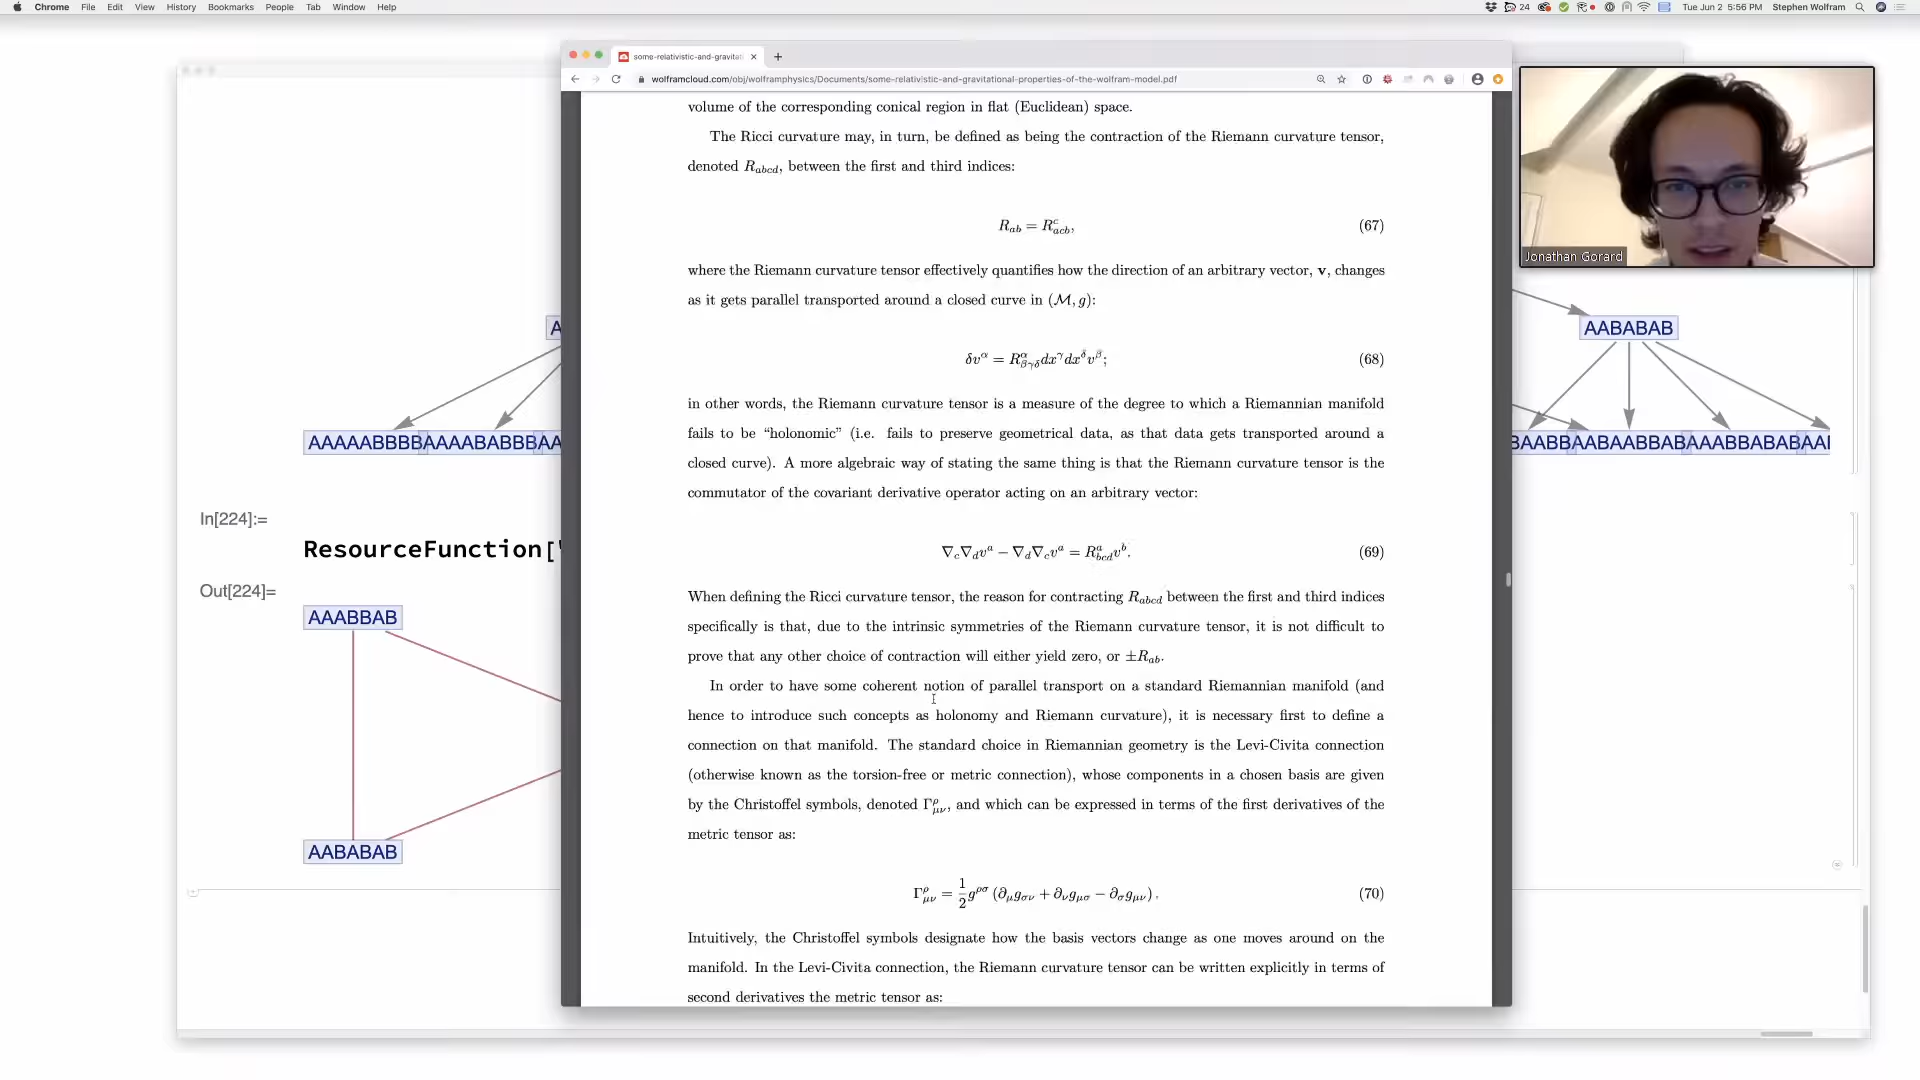 Chrome File Edit View History Bookmarks People Tab Window Help
24 Tue Jun 2 5:56 PM Stephen Wolfram
some-relativistic-and-gravitat
wolframcloud.com/obj/wolframphysics/Documents/some-relativistic-and-gravitational-properties-of-the-wolfram-model.pdf
volume of the corresponding conical region in flat (Euclidean) space.
The Ricci curvature may, in turn, be defined as being the contraction of the Riemann curvature tensor,
denoted R_{abcd}, between the first and third indices:
R_{ab} = R^c_{acb}, (67)
where the Riemann curvature tensor effectively quantifies how the direction of an arbitrary vector, v, changes
as it gets parallel transported around a closed curve in (ℳ, g):
δv^α = R^α_{βγδ}dx^γdx^δv^β; (68)
in other words, the Riemann curvature tensor is a measure of the degree to which a Riemannian manifold
fails to be “holonomic” (i.e. fails to preserve geometrical data, as that data gets transported around a
closed curve). A more algebraic way of stating the same thing is that the Riemann curvature tensor is the
commutator of the covariant derivative operator acting on an arbitrary vector:
∇_c∇_dv^a − ∇_d∇_cv^a = R^a_{bcd}v^b. (69)
When defining the Ricci curvature tensor, the reason for contracting R_{abcd} between the first and third indices
specifically is that, due to the intrinsic symmetries of the Riemann curvature tensor, it is not difficult to
prove that any other choice of contraction will either yield zero, or ±R_{ab}.
In order to have some coherent notion of parallel transport on a standard Riemannian manifold (and
hence to introduce such concepts as holonomy and Riemann curvature), it is necessary first to define a
connection on that manifold. The standard choice in Riemannian geometry is the Levi-Civita connection
(otherwise known as the torsion-free or metric connection), whose components in a chosen basis are given
by the Christoffel symbols, denoted Γ^ρ_{μν}, and which can be expressed in terms of the first derivatives of the
metric tensor as:
Γ^ρ_{μν} = 1/2 g^{ρσ} (∂_μg_{σν} + ∂_νg_{μσ} − ∂_σg_{μν}). (70)
Intuitively, the Christoffel symbols designate how the basis vectors change as one moves around on the
manifold. In the Levi-Civita connection, the Riemann curvature tensor can be written explicitly in terms of
second derivatives the metric tensor as:
Jonathan Gorard
A
AAAAABBBBAAAABABBBAA
In[224]:=
ResourceFunction["
Out[224]=
AAABBAB
AABABAB
AABABAB
BAABBAABAABBABAAABBABABAAI